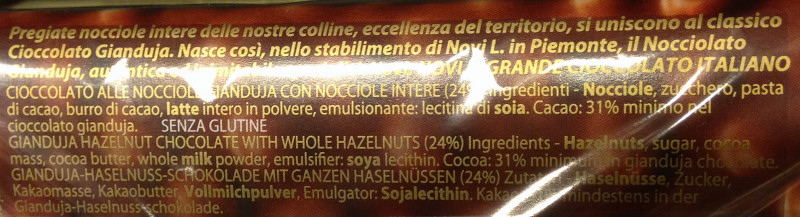 Pregiate nocciole intere delle nostre colline, eccellenza del territorio, si uniscono al classico
Cioccolato Gianduja. Nasce così, nello stabilimento di Novi L. in Piemonte, il Nocciolato
Gianduja, GRANDE CIOCCOLATO ITALIANO
CIOCCOLATO ALLE NOCCIOLE GIANDUJA CON NOCCIOLE INTERE (24%) Ingredienti - Nocciole, zucchero, pasta
di cacao, burro di cacao, latte intero in polvere, emulsionante: lecitina di soia. Cacao: 31% minimo nel
cioccolato gianduja. SENZA GLUTINE
GIANDUJA HAZELNUT CHOCOLATE WITH WHOLE HAZELNUTS (24%) Ingredients - Hazelnuts, sugar, cocoa
mass, cocoa butter, whole milk powder, emulsifier: soya lecithin. Cocoa: 31% minimum in gianduja chocolate.
GIANDUJA-HASELNUSS-SCHOKOLADE MIT GANZEN HASELNÜSSEN (24%) Zutaten - Haselnüsse, Zucker,
Kakaomasse, Kakaobutter, Vollmilchpulver, Emulgator: Sojalecithin. mindestens in der
Gianduja-Haselnuss-schokolade.